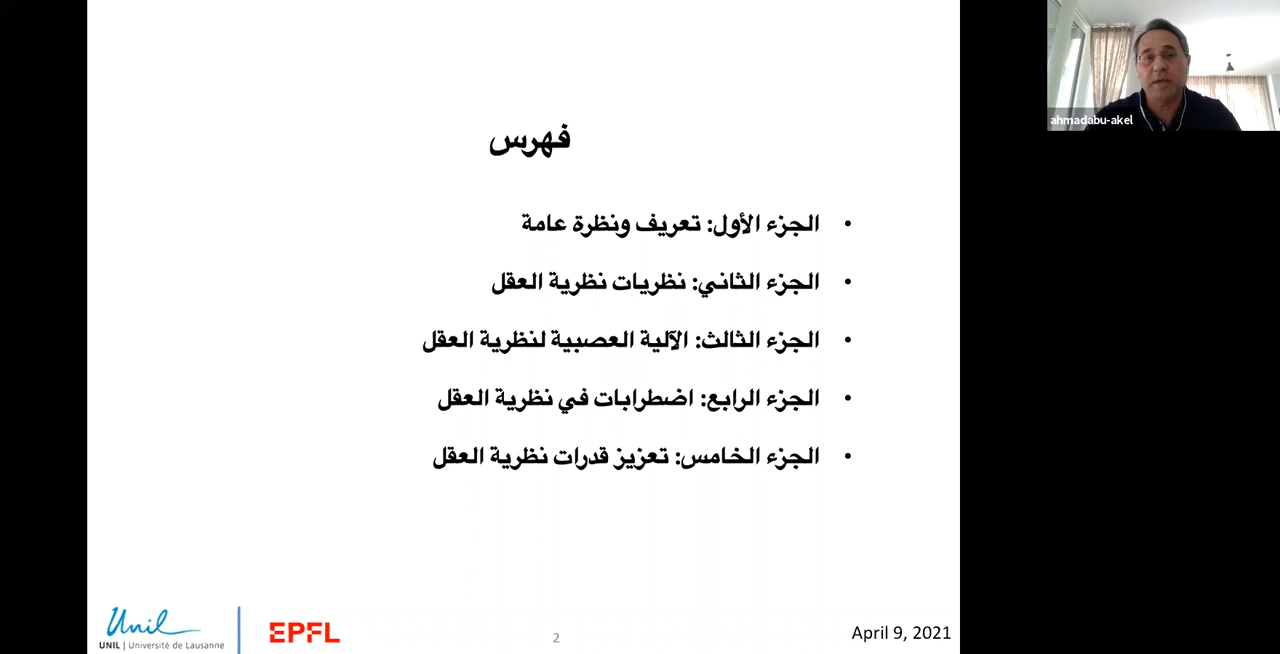 ahmadabu-akel
فهرس
• الجزء الأول: تعريف ونظرة عامة
• الجزء الثاني: نظريات نظرية العقل
• الجزء الثالث: الآلية العصبية لنظرية العقل
• الجزء الرابع: اضطرابات في نظرية العقل
• الجزء الخامس: تعزيز قدرات نظرية العقل
Unil
UNIL | Université de Lausanne
EPFL
2
April 9, 2021